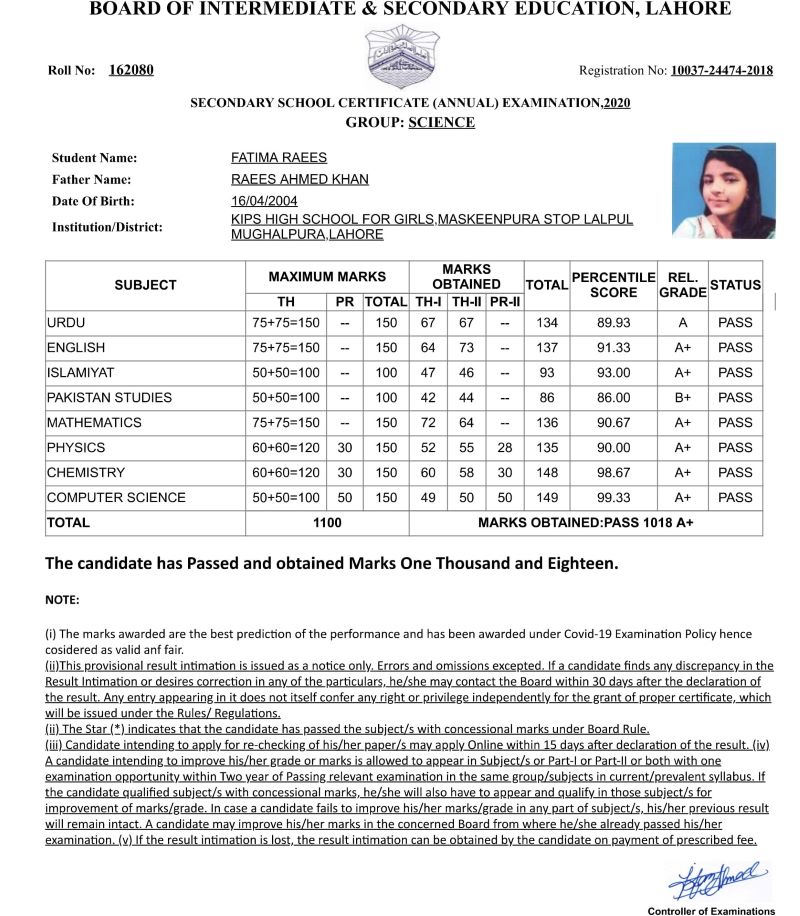 BOARD OF INTERMEDIATE & SECONDARY EDUCATION, LAHORE
Roll No: 162080
Registration No: 10037-24474-2018
SECONDARY SCHOOL CERTIFICATE (ANNUAL) EXAMINATION,2020
GROUP: SCIENCE
Student Name: FATIMA RAEES
Father Name: RAEES AHMED KHAN
Date Of Birth: 16/04/2004
Institution/District: KIPS HIGH SCHOOL FOR GIRLS,MASKEENPURA STOP LALPUL
MUGHALPURA,LAHORE
SUBJECT MAXIMUM MARKS MARKS OBTAINED TOTAL PERCENTILE SCORE REL. GRADE STATUS
TH PR TOTAL TH-I TH-II PR-II
URDU 75+75=150 -- 150 67 67 -- 134 89.93 A PASS
ENGLISH 75+75=150 -- 150 64 73 -- 137 91.33 A+ PASS
ISLAMIYAT 50+50=100 -- 100 47 46 -- 93 93.00 A+ PASS
PAKISTAN STUDIES 50+50=100 -- 100 42 44 -- 86 86.00 B+ PASS
MATHEMATICS 75+75=150 -- 150 72 64 -- 136 90.67 A+ PASS
PHYSICS 60+60=120 30 150 52 55 28 135 90.00 A+ PASS
CHEMISTRY 60+60=120 30 150 60 58 30 148 98.67 A+ PASS
COMPUTER SCIENCE 50+50=100 50 150 49 50 50 149 99.33 A+ PASS
TOTAL 1100 MARKS OBTAINED:PASS 1018 A+
The candidate has Passed and obtained Marks One Thousand and Eighteen.
NOTE:
(i) The marks awarded are the best prediction of the performance and has been awarded under Covid-19 Examination Policy hence
cosidered as valid anf fair.
(ii)This provisional result intimation is issued as a notice only. Errors and omissions excepted. If a candidate finds any discrepancy in the
Result Intimation or desires correction in any of the particulars, he/she may contact the Board within 30 days after the declaration of
the result. Any entry appearing in it does not itself confer any right or privilege independently for the grant of proper certificate, which
will be issued under the Rules/ Regulations.
(ii) The Star (*) indicates that the candidate has passed the subject/s with concessional marks under Board Rule.
(iii) Candidate intending to apply for re-checking of his/her paper/s may apply Online within 15 days after declaration of the result. (iv)
A candidate intending to improve his/her grade or marks is allowed to appear in Subject/s or Part-I or Part-II or both with one
examination opportunity within Two year of Passing relevant examination in the same group/subjects in current/prevalent syllabus. If
the candidate qualified subject/s with concessional marks, he/she will also have to appear and qualify in those subject/s for
improvement of marks/grade. In case a candidate fails to improve his/her marks/grade in any part of subject/s, his/her previous result
will remain intact. A candidate may improve his/her marks in the concerned Board from where he/she already passed his/her
examination. (v) If the result intimation is lost, the result intimation can be obtained by the candidate on payment of prescribed fee.
Controller of Examinations